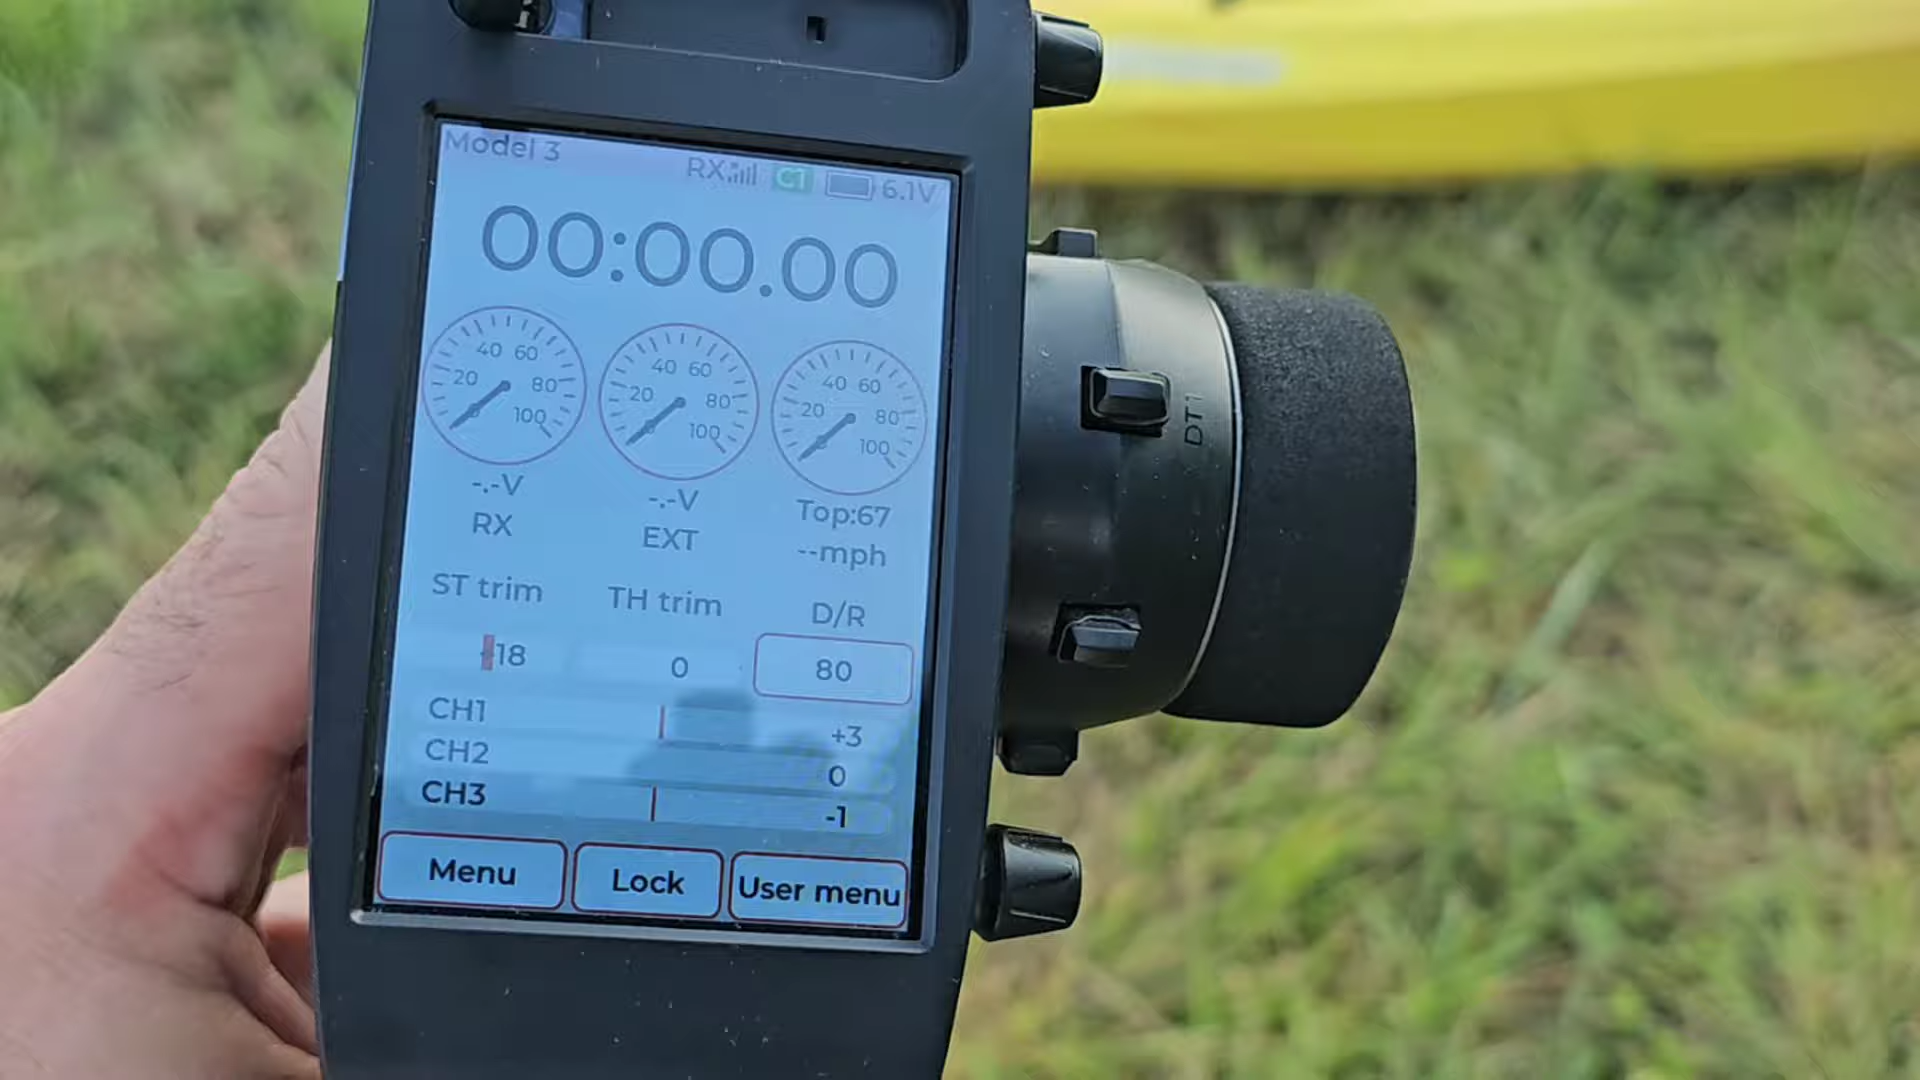 Model 3
RX C1 6.1V
00:00.00
40 60 40 60 40 60
20 80 20 80 20 80
100 100 100
-.-V -.-V Top:67
RX EXT --mph
ST trim TH trim D/R
-18 0 80
CH1 +3
CH2 0
CH3 -1
Menu Lock User menu
DT1